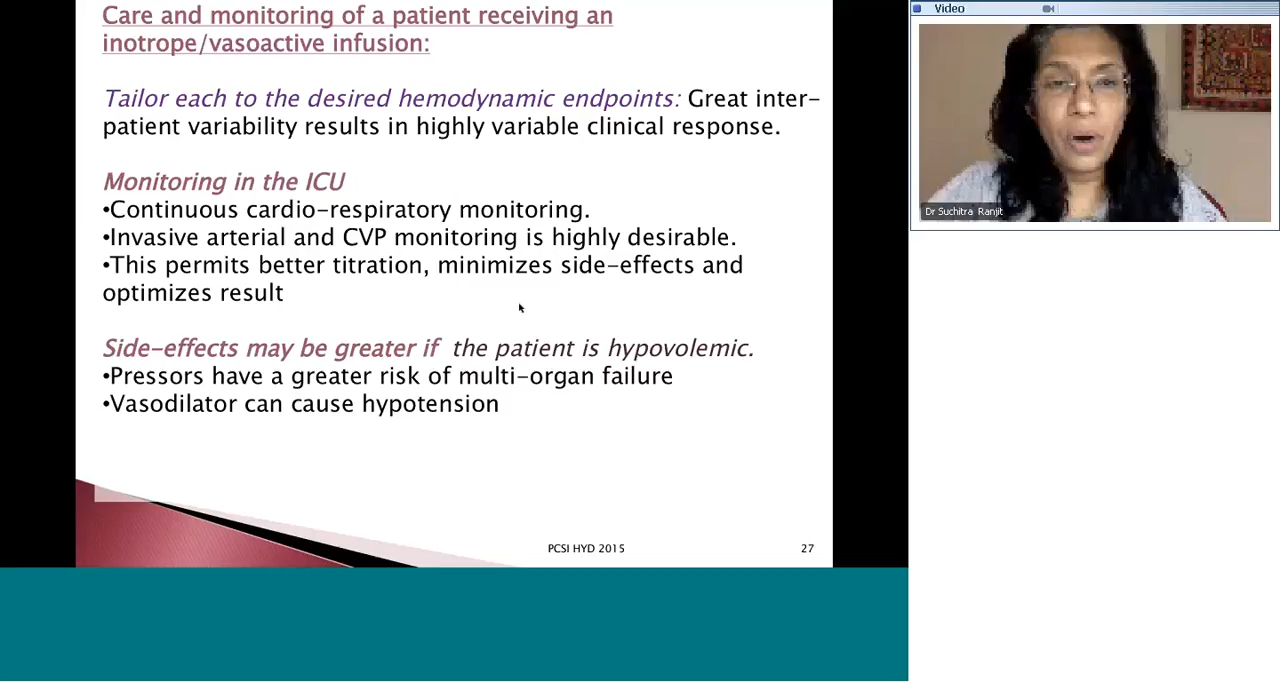 Care and monitoring of a patient receiving an
inotrope/vasoactive infusion:
Tailor each to the desired hemodynamic endpoints: Great inter-
patient variability results in highly variable clinical response.
Monitoring in the ICU
•Continuous cardio-respiratory monitoring.
•Invasive arterial and CVP monitoring is highly desirable.
•This permits better titration, minimizes side-effects and
optimizes result
Side-effects may be greater if the patient is hypovolemic.
•Pressors have a greater risk of multi-organ failure
•Vasodilator can cause hypotension
PCSI HYD 2015
27
Video
Dr Suchitra Ranjit